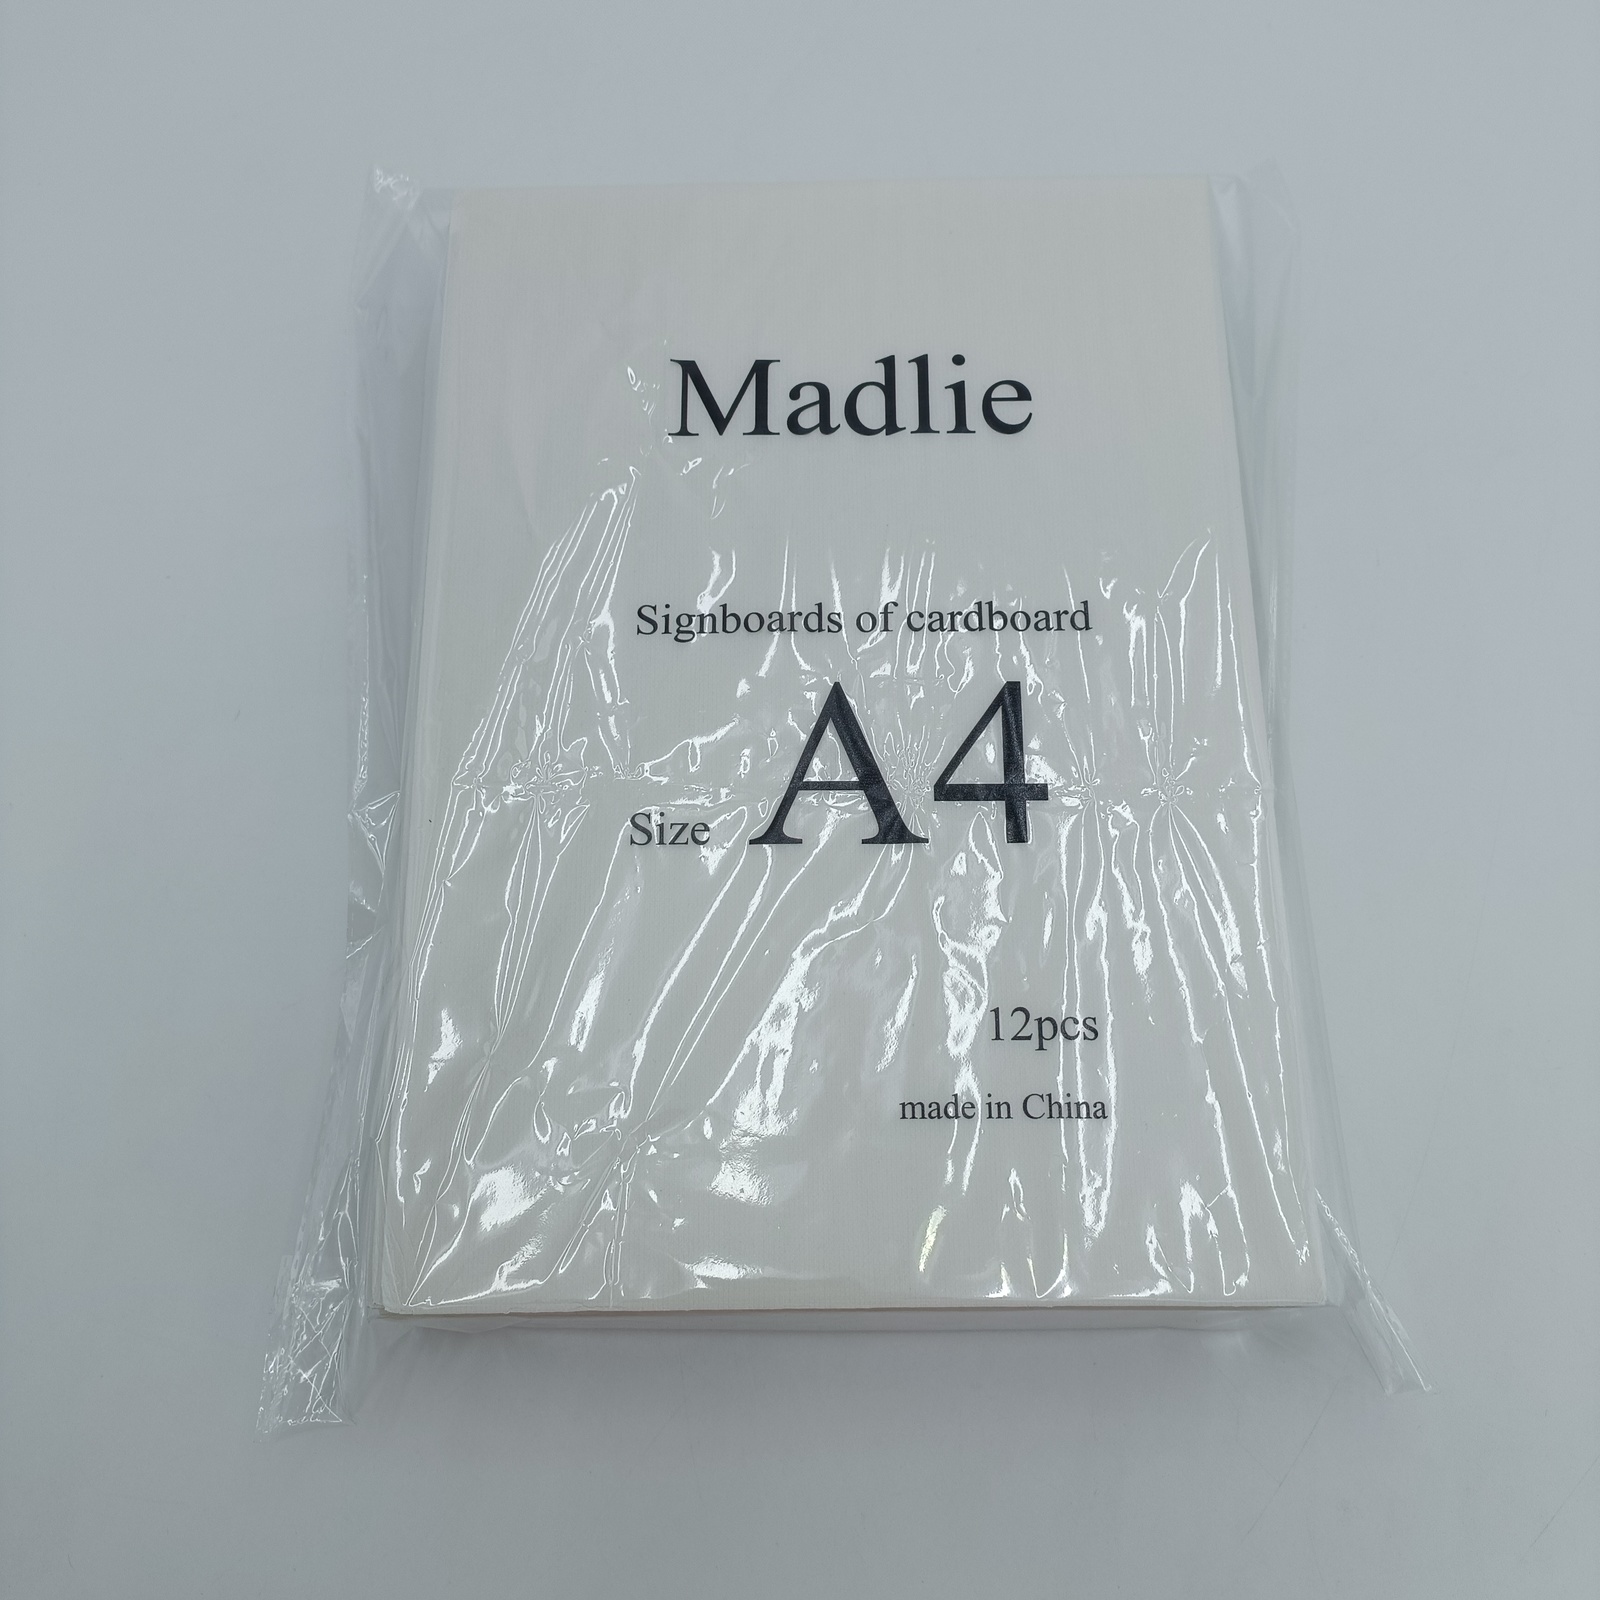 Madlie
Signboards of cardboard
Size A4
12pcs
made in China